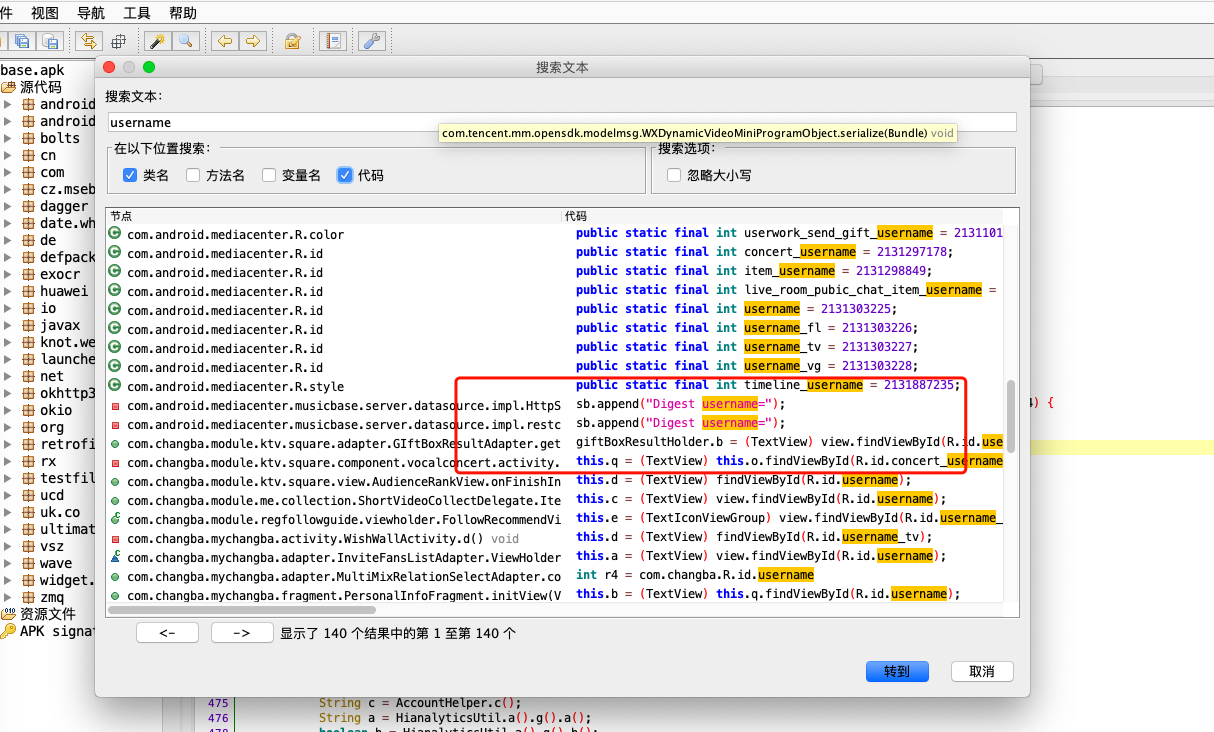 件 视图 导航 工具 帮助
base.apk
源代码
android
android
bolts
cn
com
cz.mseb
dagger
date.wh
de
defpack
exocr
huawei
io
javax
knot.we
launche
net
okhttp3
okio
org
retrofi
rx
testfil
ucd
uk.co
ultimat
vsz
wave
widget.
zmq
资源文件
APK signat
搜索文本
搜索文本:
username
com.tencent.mm.opensdk.modelmsg.WXDynamicVideoMiniProgramObject.serialize(Bundle) void
在以下位置搜索: 搜索选项:
类名 方法名 变量名 代码 忽略大小写
节点 代码
com.android.mediacenter.R.color public static final int userwork_send_gift_username = 2131101
com.android.mediacenter.R.id public static final int concert_username = 2131297178;
com.android.mediacenter.R.id public static final int item_username = 2131298849;
com.android.mediacenter.R.id public static final int live_room_pubic_chat_item_username =
com.android.mediacenter.R.id public static final int username = 2131303225;
com.android.mediacenter.R.id public static final int username_fl = 2131303226;
com.android.mediacenter.R.id public static final int username_tv = 2131303227;
com.android.mediacenter.R.id public static final int username_vg = 2131303228;
com.android.mediacenter.R.style public static final int timeline_username = 2131887235;
com.android.mediacenter.musicbase.server.datasource.impl.HttpS sb.append("Digest username=");
com.android.mediacenter.musicbase.server.datasource.impl.restc sb.append("Digest username=");
com.changba.module.ktv.square.adapter.GIftBoxResultAdapter.get giftBoxResultHolder.b = (TextView) view.findViewById(R.id.use
com.changba.module.ktv.square.component.vocalconcert.activity. this.q = (TextView) this.o.findViewById(R.id.concert_username
com.changba.module.ktv.square.view.AudienceRankView.onFinishIn this.d = (TextView) findViewById(R.id.username);
com.changba.module.me.collection.ShortVideoCollectDelegate.Ite this.c = (TextView) view.findViewById(R.id.username);
com.changba.module.regfollowguide.viewholder.FollowRecommendVi this.e = (TextIconViewGroup) view.findViewById(R.id.username_
com.changba.mychangba.activity.WishWallActivity.d() void this.d = (TextView) findViewById(R.id.username_tv);
com.changba.mychangba.adapter.InviteFansListAdapter.ViewHolder this.a = (TextView) view.findViewById(R.id.username);
com.changba.mychangba.adapter.MultiMixRelationSelectAdapter.co int r4 = com.changba.R.id.username
com.changba.mychangba.fragment.PersonalInfoFragment.initView(V this.b = (TextView) this.q.findViewById(R.id.username);
<- -> 显示了 140 个结果中的第 1 至第 140 个
转到 取消
) {
475 String c = AccountHelper.c();
476 String a = HianalyticsUtil.a().g().a();